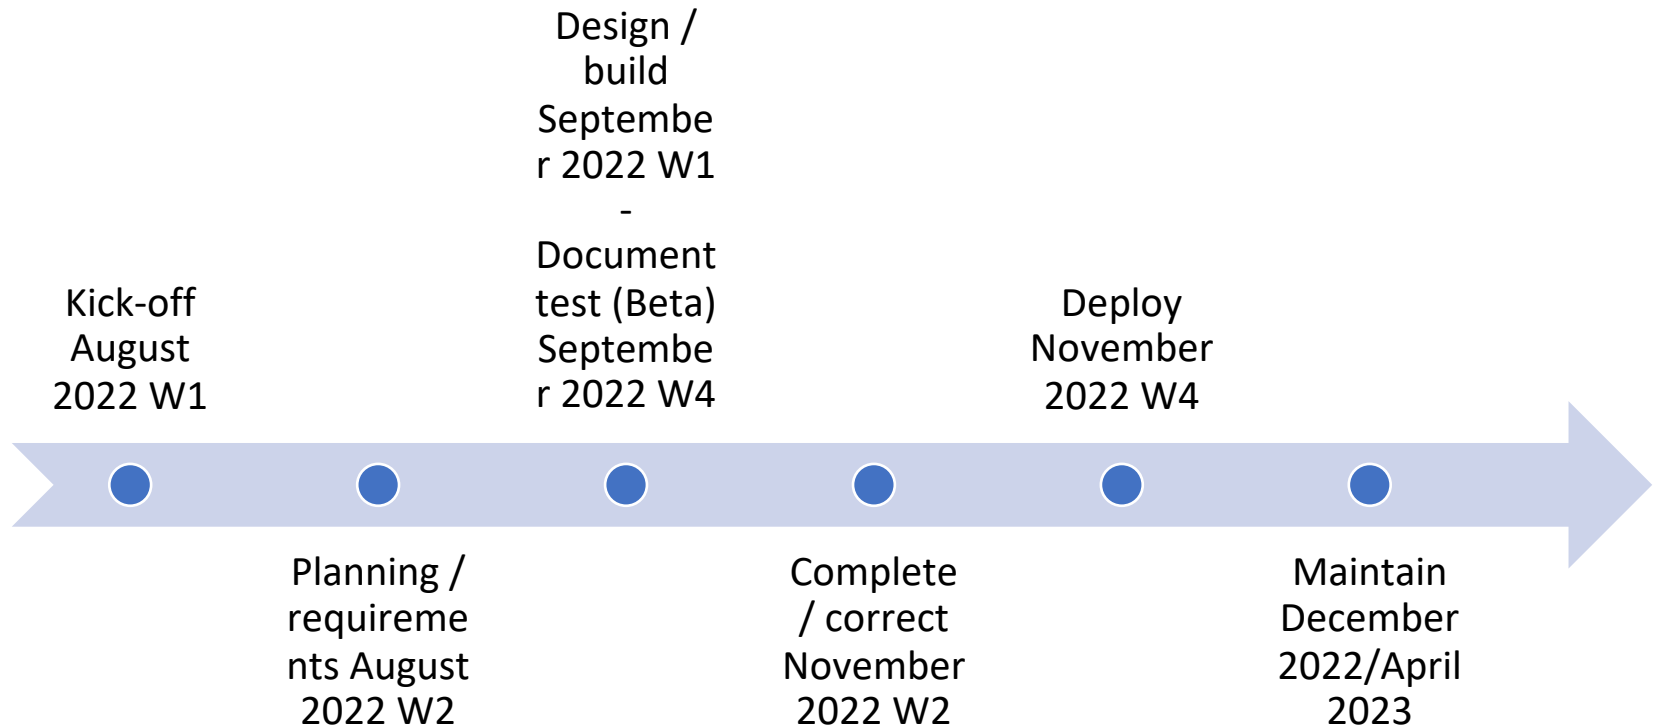 Kick-off
August
2022 W1
Planning /
requireme
nts August
2022 W2
Design /
build
Septembe
r 2022 W1
-
Document
test (Beta)
Septembe
r 2022 W4
Complete
/ correct
November
2022 W2
Deploy
November
2022 W4
Maintain
December
2022/April
2023